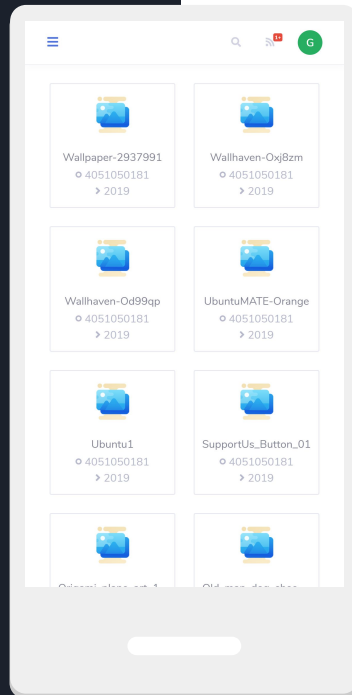 1+
G
Wallpaper-2937991
4051050181
2019
Wallhaven-Oxj8zm
4051050181
2019
Wallhaven-Od99qp
4051050181
2019
UbuntuMATE-Orange
4051050181
2019
Ubuntu1
4051050181
2019
SupportUs_Button_01
4051050181
2019